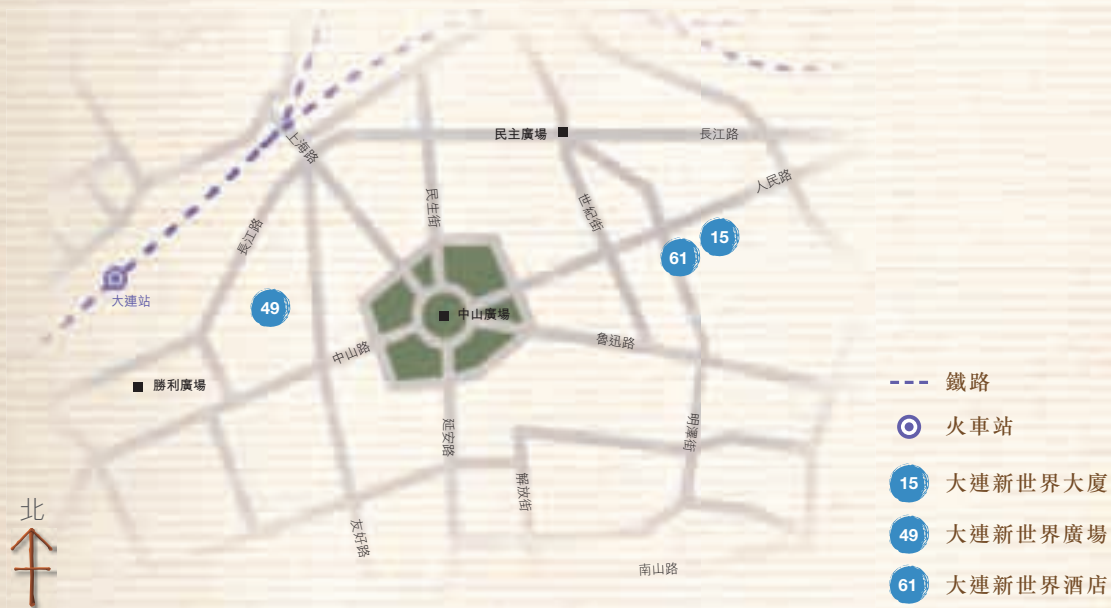 民主廣場
長江路
上海路
人民路
民生街
世紀街
長江路
15
61
大連站
49
中山廣場
魯迅路
中山路
勝利廣場
鐵路
延安路
明澤街
火車站
解放街
15 大連新世界大廈
北
友好路
49 大連新世界廣場
南山路
61 大連新世界酒店